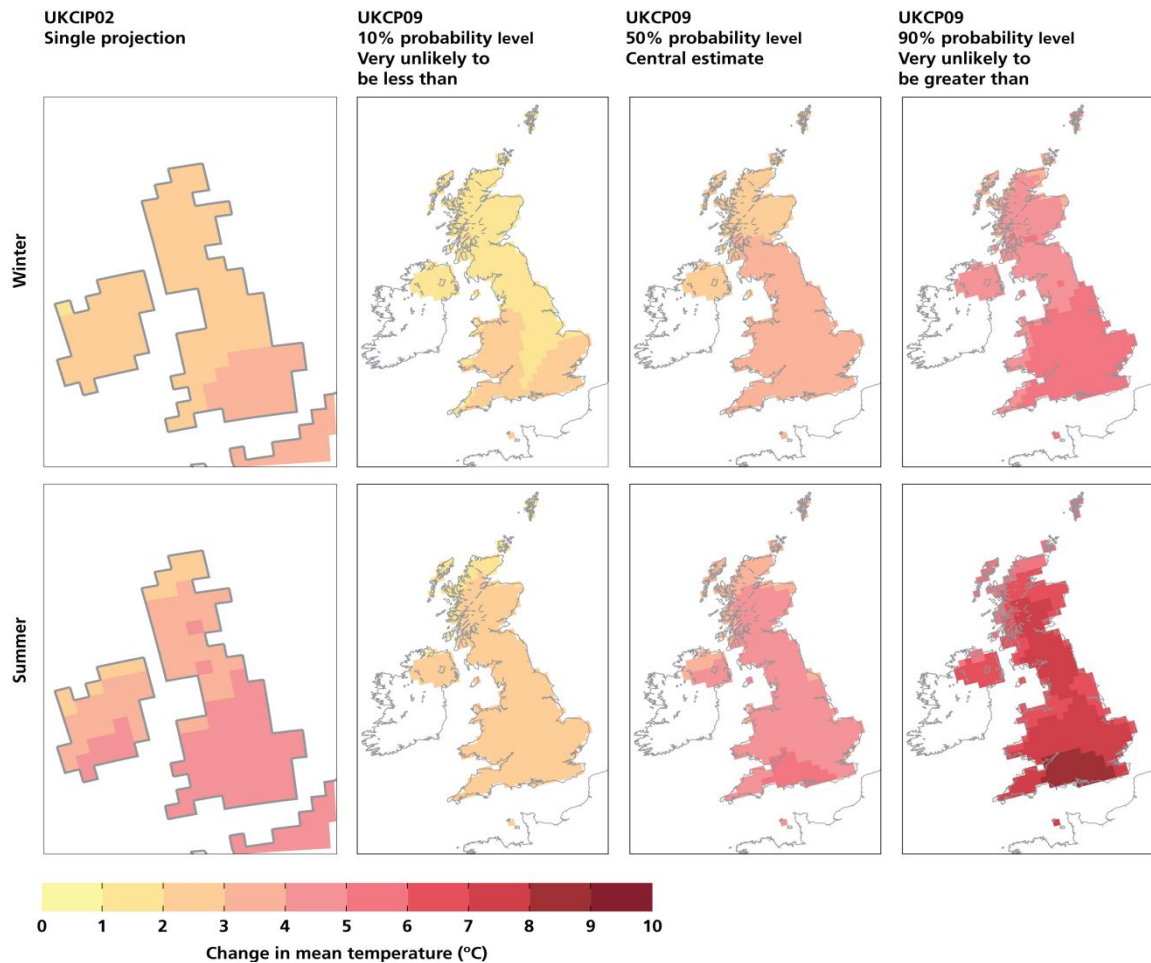 UKCIP02
Single projection
UKCP09
10% probability level
Very unlikely to
be less than
UKCP09
50% probability level
Central estimate
UKCP09
90% probability level
Very unlikely to
be greater than
Winter
Summer
0 1 2 3 4 5 6 7 8 9 10
Change in mean temperature (ºC)